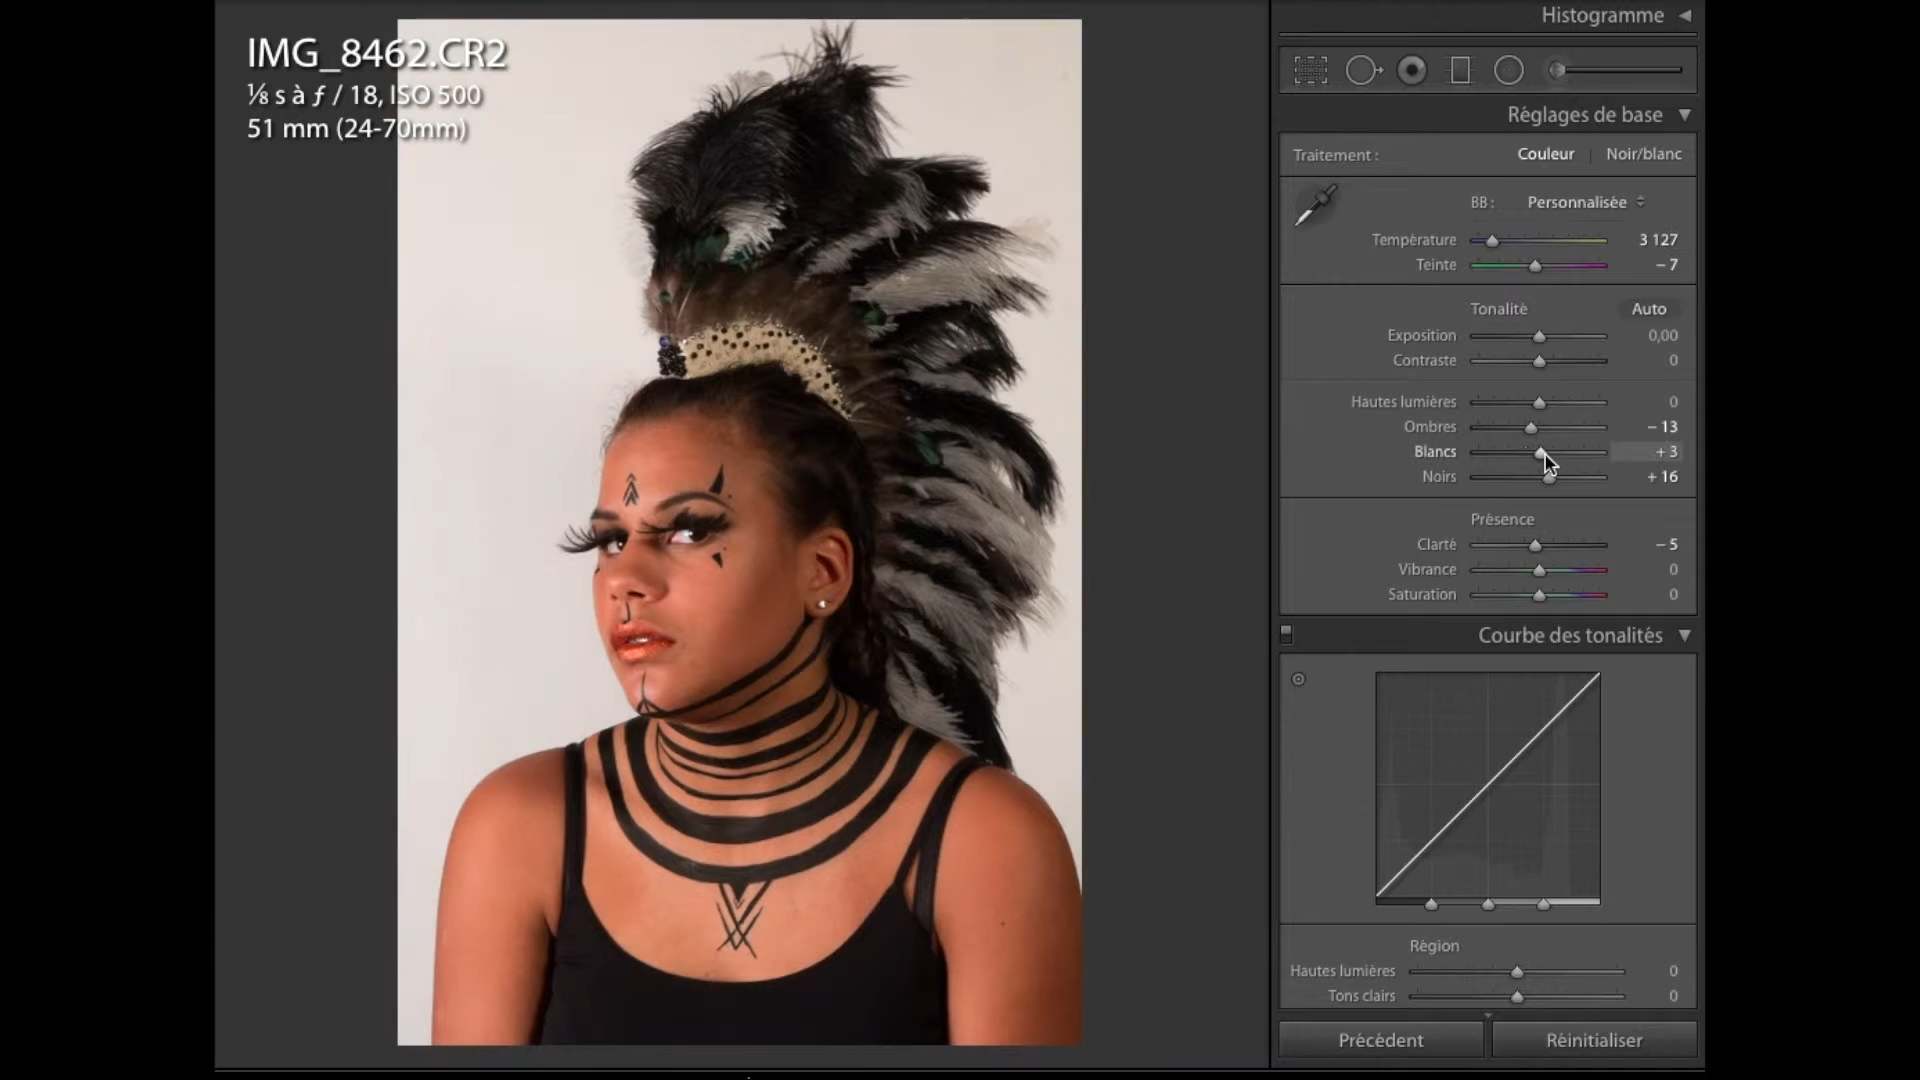 IMG_8462.CR2
⅛ s à ƒ / 18, ISO 500
51 mm (24-70mm)
Histogramme
Réglages de base
Traitement : Couleur Noir/blanc
BB : Personnalisée
Température 3 127
Teinte – 7
Tonalité Auto
Exposition 0,00
Contraste 0
Hautes lumières 0
Ombres – 13
Blancs + 3
Noirs + 16
Présence
Clarté – 5
Vibrance 0
Saturation 0
Courbe des tonalités
Région
Hautes lumières 0
Tons clairs 0
Précédent Réinitialiser